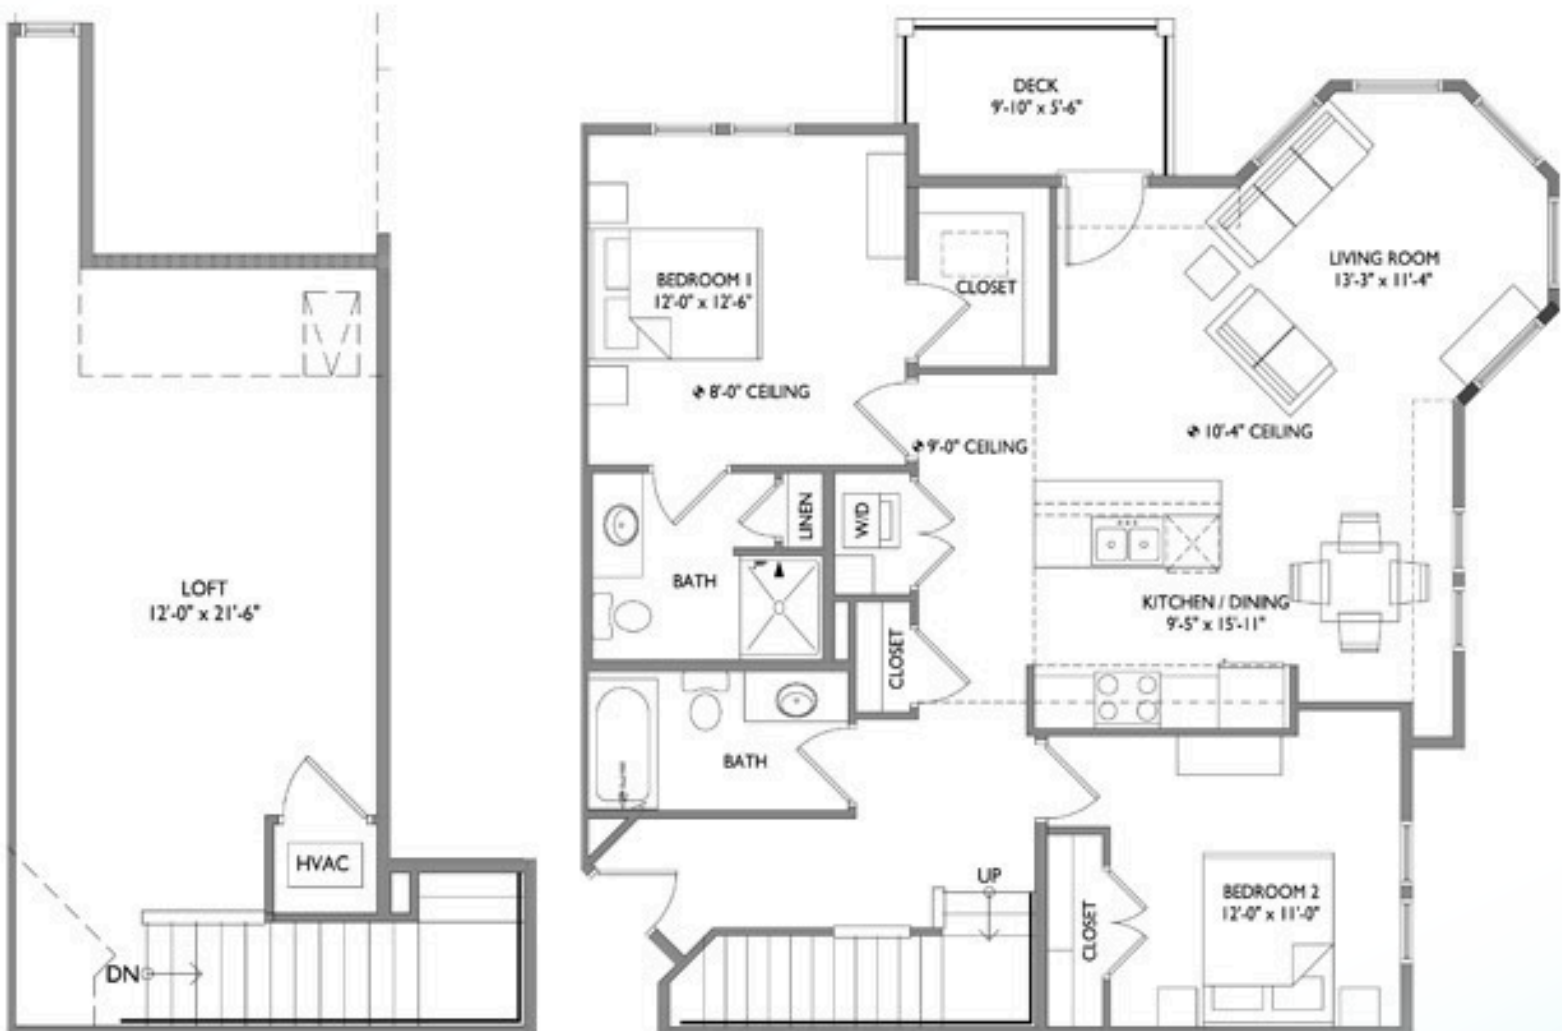 DECK
9'-10" x 5'-6"
LIVING ROOM
13'-3" x 11'-4"
BEDROOM 1
12'-0" x 12'-6"
CLOSET
8'-0" CEILING
9'-0" CEILING
10'-4" CEILING
LINEN
W/D
BATH
LOFT
12'-0" x 21'-6"
KITCHEN / DINING
9'-5" x 15'-11"
CLOSET
BATH
HVAC
UP
BEDROOM 2
12'-0" x 11'-0"
CLOSET
DN